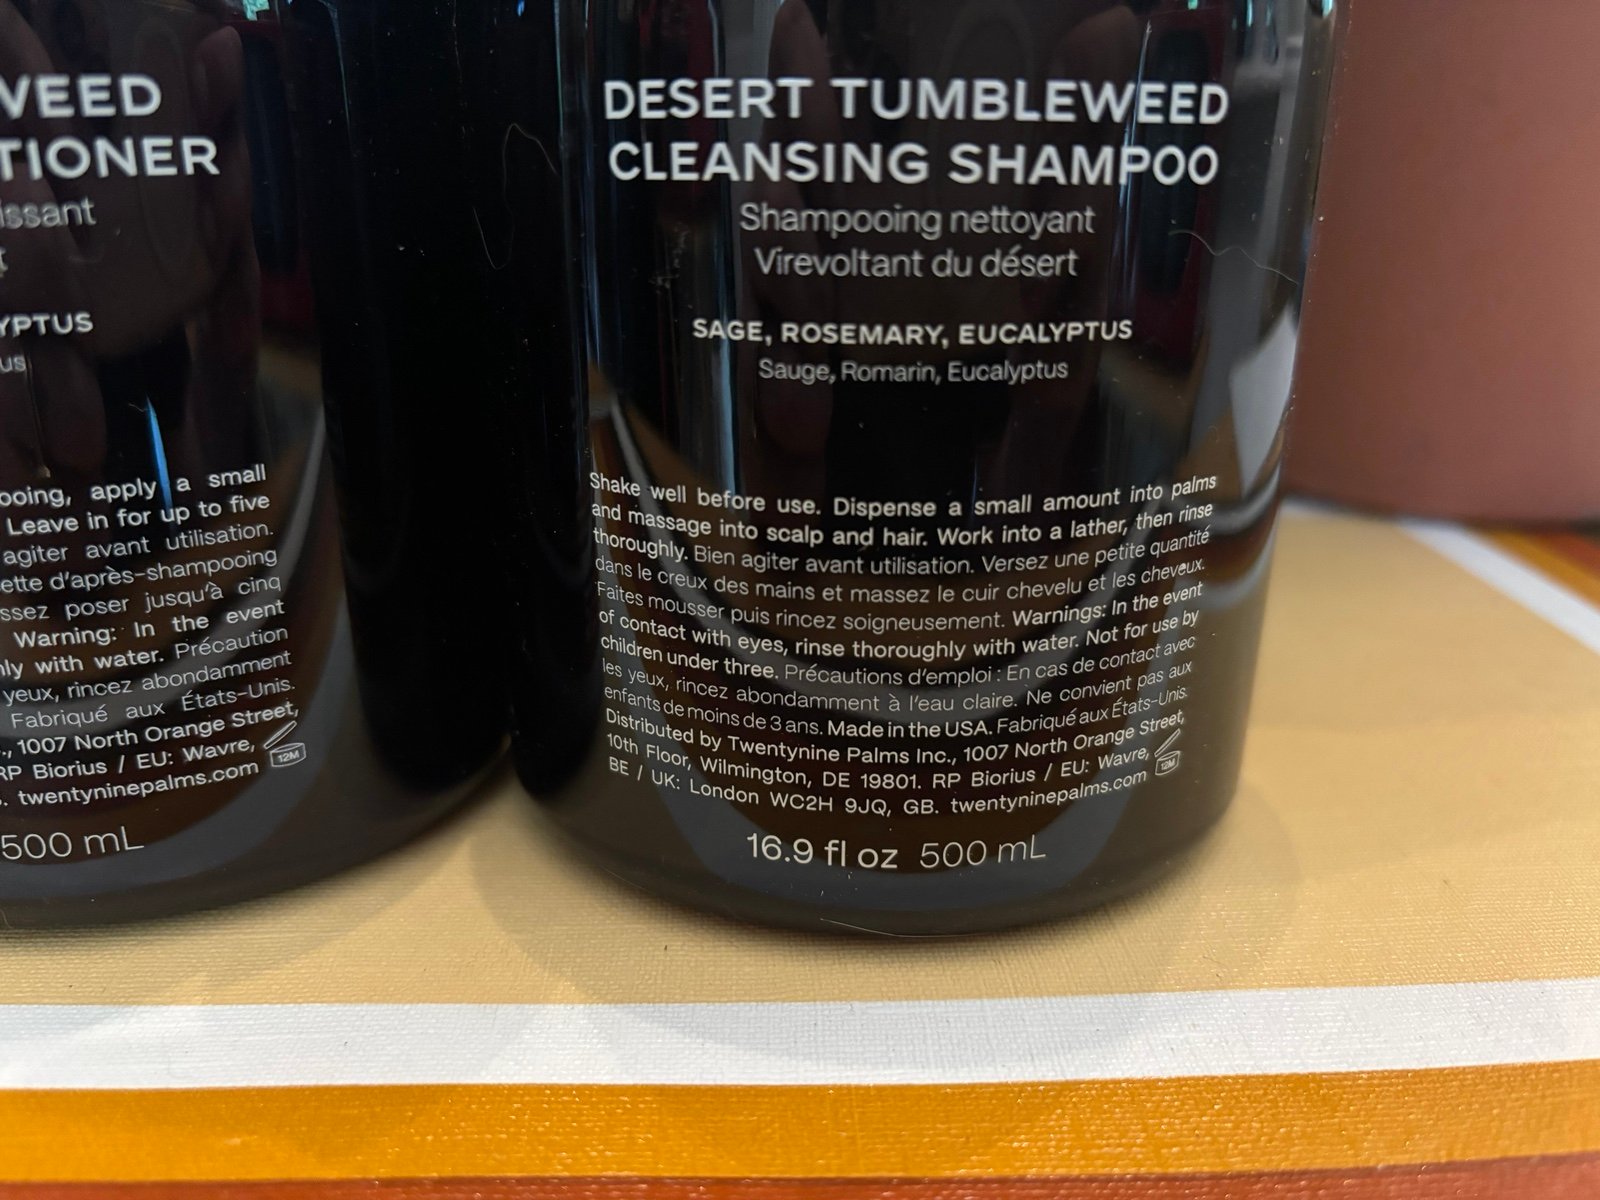 WEED
TIONER
issant
t
YPTUS
us
ooing, apply a small
Leave in for up to five
agiter avant utilisation.
ette d'après-shampooing
ssez poser jusqu'à cinq
Warning: In the event
nly with water. Précaution
yeux, rincez abondamment
Fabriqué aux États-Unis.
., 1007 North Orange Street,
RP Biorius / EU: Wavre,
. twentyninepalms.com 12M
500 mL
DESERT TUMBLEWEED
CLEANSING SHAMPOO
Shampooing nettoyant
Virevoltant du désert
SAGE, ROSEMARY, EUCALYPTUS
Sauge, Romarin, Eucalyptus
Shake well before use. Dispense a small amount into palms
and massage into scalp and hair. Work into a lather, then rinse
thoroughly. Bien agiter avant utilisation. Versez une petite quantité
dans le creux des mains et massez le cuir chevelu et les cheveux.
Faites mousser puis rincez soigneusement. Warnings: In the event
of contact with eyes, rinse thoroughly with water. Not for use by
children under three. Précautions d'emploi : En cas de contact avec
les yeux, rincez abondamment à l'eau claire. Ne convient pas aux
enfants de moins de 3 ans. Made in the USA. Fabriqué aux États-Unis.
Distributed by Twentynine Palms Inc., 1007 North Orange Street,
10th Floor, Wilmington, DE 19801. RP Biorius / EU: Wavre,
BE / UK: London WC2H 9JQ, GB. twentyninepalms.com 12M
16.9 fl oz 500 mL